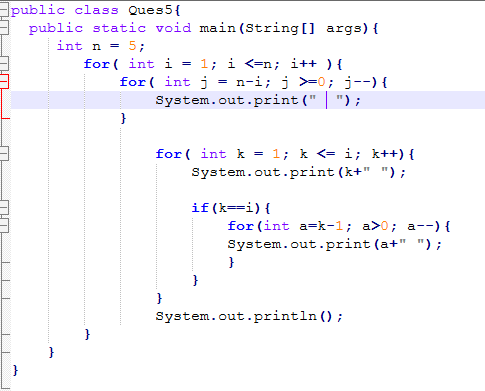 public class Ques5{
  public static void main(String[] args){
     int n = 5;
        for( int i = 1; i <=n; i++ ){
            for( int j = n-i; j >=0; j--){
                System.out.print("  ");
            }

                for( int k = 1; k <= i; k++){
                    System.out.print(k+" ");

                    if(k==i){
                        for(int a=k-1; a>0; a--){
                        System.out.print(a+" ");
                        }
                    }
                }
                System.out.println();
        }
    }
}